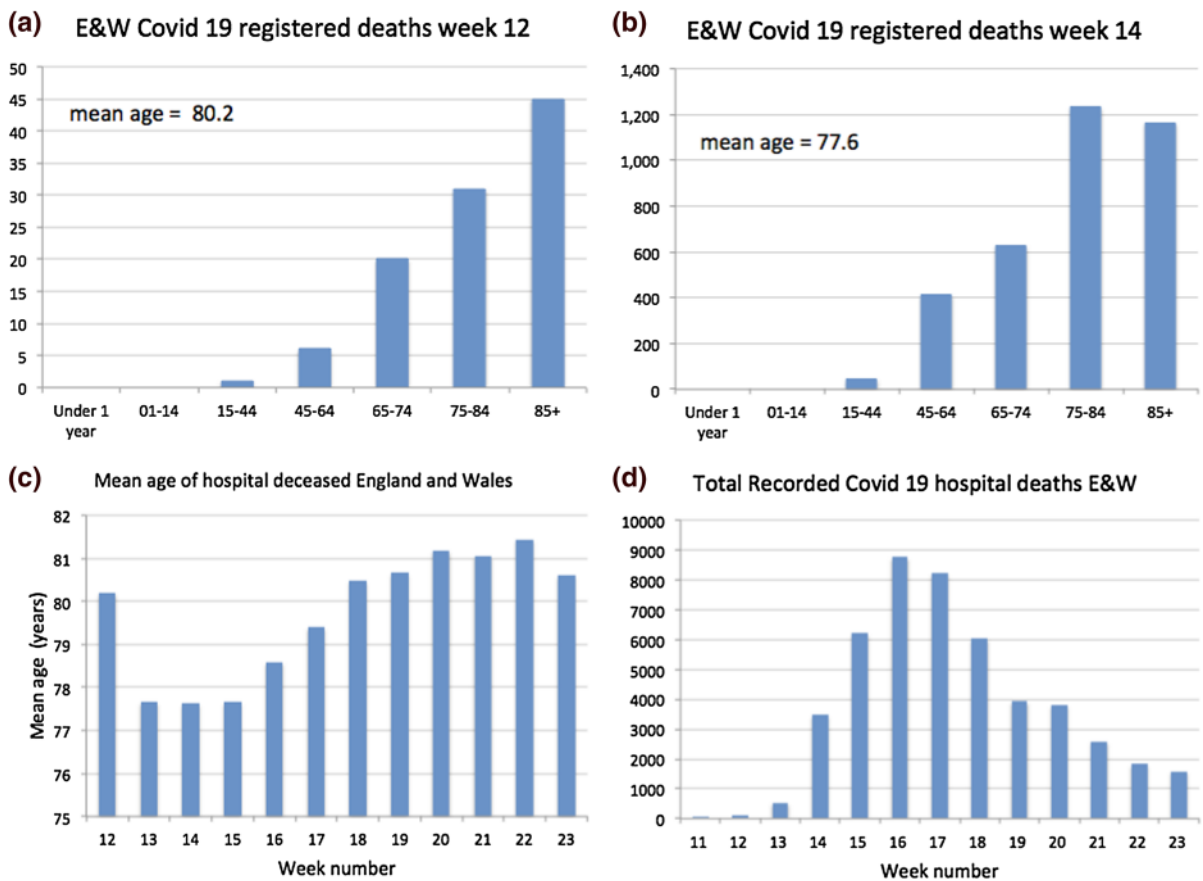 (a)
E&W Covid 19 registered deaths week 12
50
45
40
35
30
25
20
15
10
5
0
mean age = 80.2
Under 1 year
01-14
15-44
45-64
65-74
75-84
85+
(b)
E&W Covid 19 registered deaths week 14
1,400
1,200
1,000
800
600
400
200
0
mean age = 77.6
Under 1 year
01-14
15-44
45-64
65-74
75-84
85+
(c)
Mean age of hospital deceased England and Wales
Mean age (years)
82
81
80
79
78
77
76
75
12 13 14 15 16 17 18 19 20 21 22 23
Week number
(d)
Total Recorded Covid 19 hospital deaths E&W
10000
9000
8000
7000
6000
5000
4000
3000
2000
1000
0
11 12 13 14 15 16 17 18 19 20 21 22 23
Week number